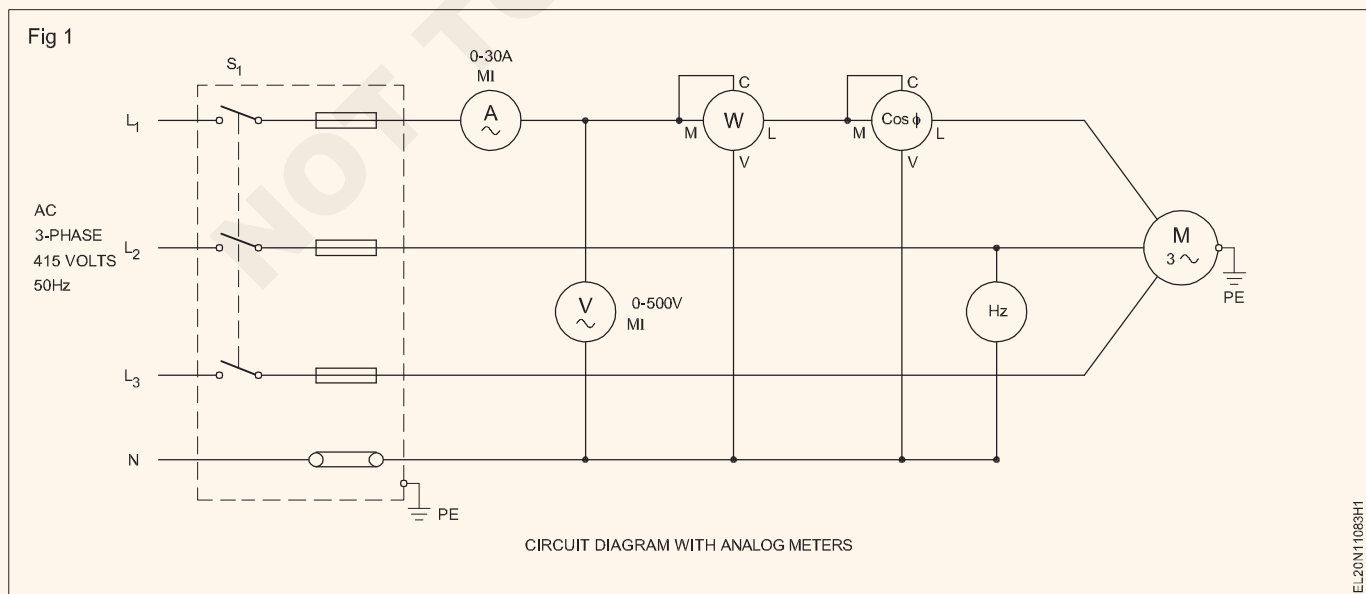 Fig 1
S1
0-30A
MI
A
C
M
W
L
V
C
M
Cos ϕ
L
V
L1
AC
3-PHASE
415 VOLTS
50Hz
L2
M
3
PE
V
0-500V
MI
Hz
L3
N
PE
CIRCUIT DIAGRAM WITH ANALOG METERS
EL20N11083H1